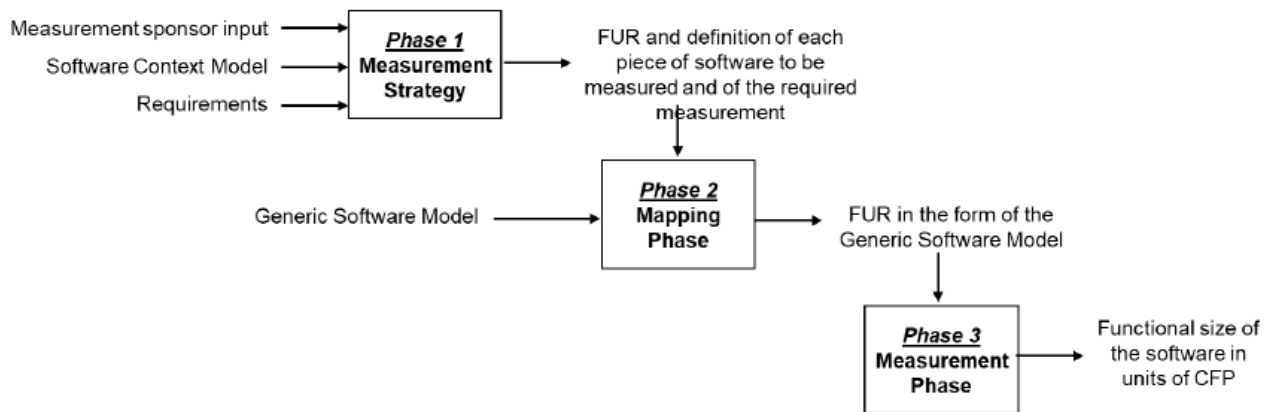 Measurement sponsor input
Software Context Model
Requirements
Phase 1
Measurement
Strategy
FUR and definition of each
piece of software to be
measured and of the required
measurement
Generic Software Model
Phase 2
Mapping
Phase
FUR in the form of the
Generic Software Model
Phase 3
Measurement
Phase
Functional size of
the software in
units of CFP